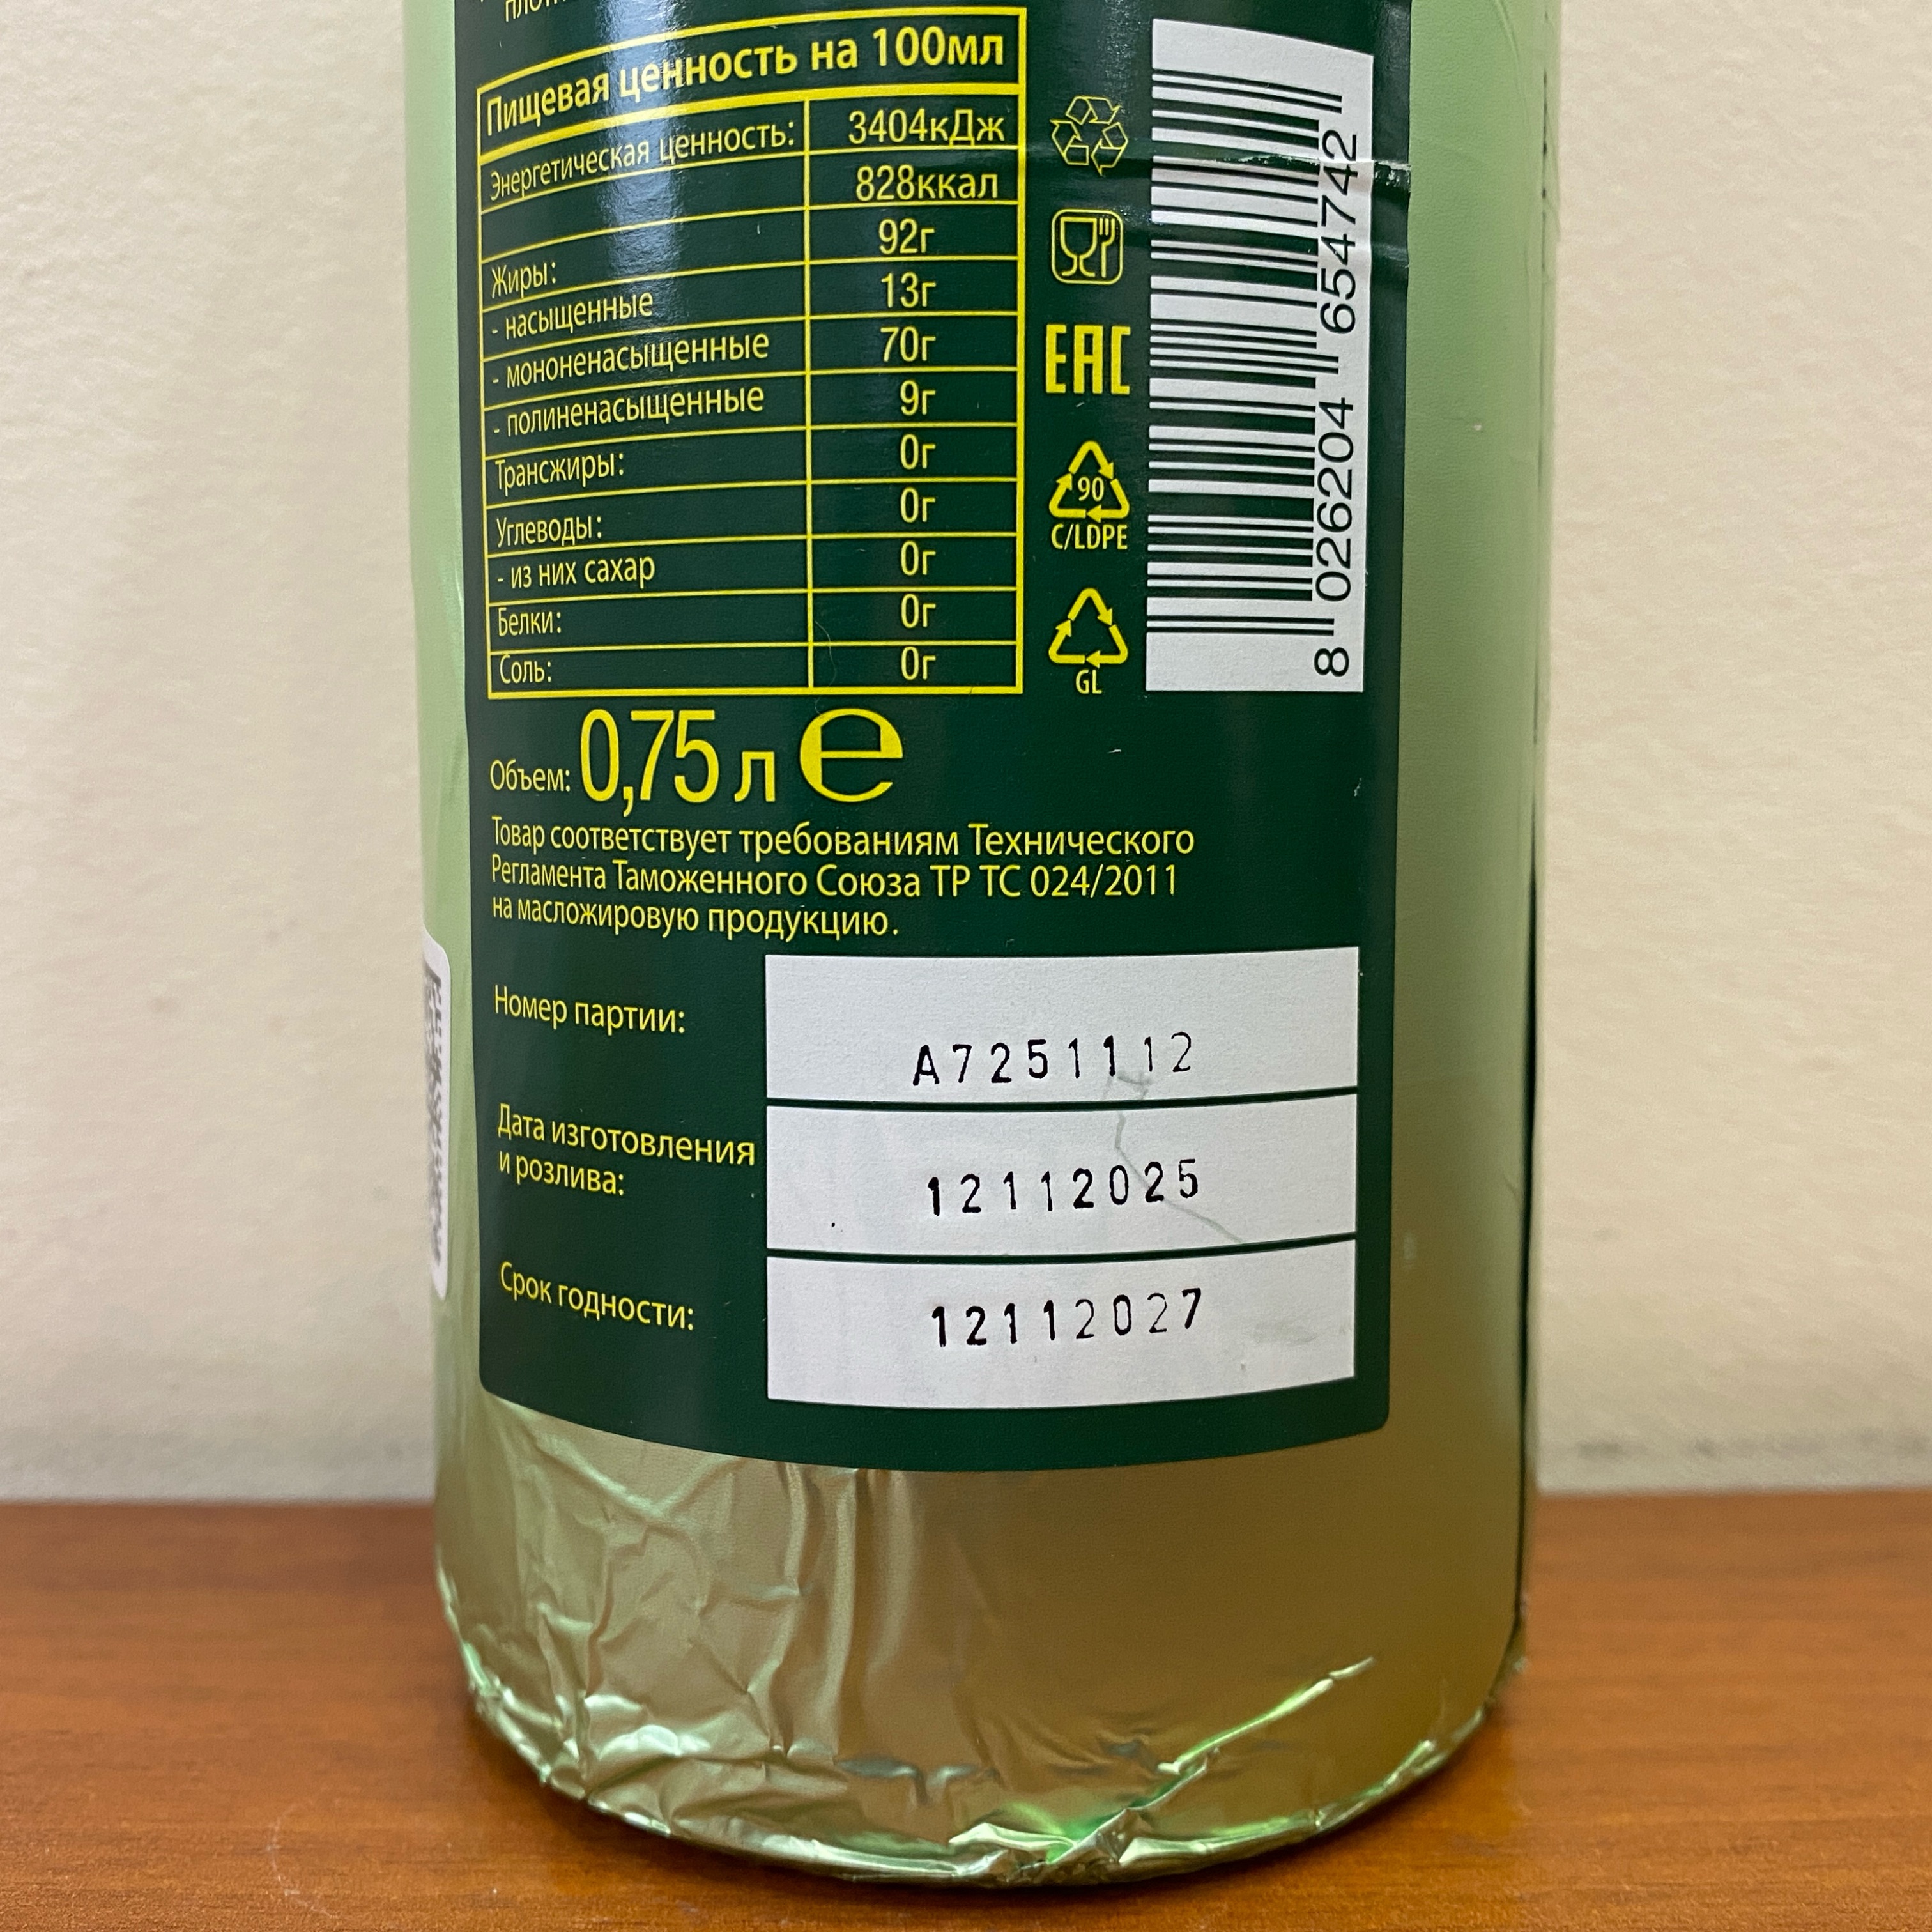 Пищевая ценность на 100мл
Энергетическая ценность: 3404кДж
828ккал
Жиры: 92г
- насыщенные 13г
- мононенасыщенные 70г
- полиненасыщенные 9г
Трансжиры: 0г
Углеводы: 0г
- из них сахар 0г
Белки: 0г
Соль: 0г
EAC
90
C/LDPE
GL
8 026204 654742
Объем: 0,75 л e
Товар соответствует требованиям Технического
Регламента Таможенного Союза ТР ТС 024/2011
на масложировую продукцию.
Номер партии: A7251112
Дата изготовления
и розлива: 12112025
Срок годности: 12112027